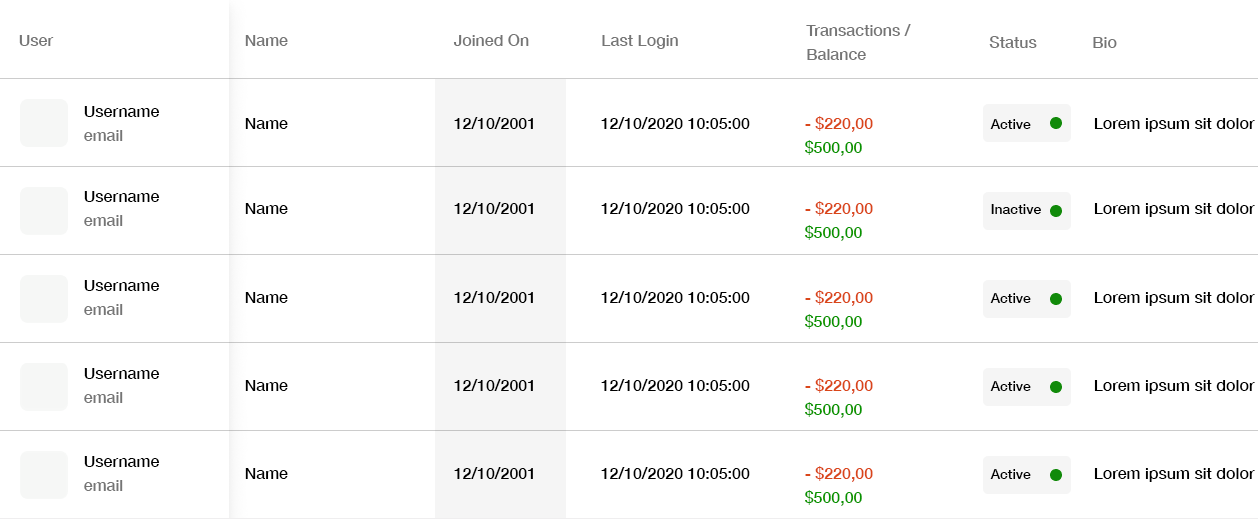 User Name Joined On Last Login Transactions / Balance Status Bio
Username Name 12/10/2001 12/10/2020 10:05:00 - $220,00 Active Lorem ipsum sit dolor
email $500,00
Username Name 12/10/2001 12/10/2020 10:05:00 - $220,00 Inactive Lorem ipsum sit dolor
email $500,00
Username Name 12/10/2001 12/10/2020 10:05:00 - $220,00 Active Lorem ipsum sit dolor
email $500,00
Username Name 12/10/2001 12/10/2020 10:05:00 - $220,00 Active Lorem ipsum sit dolor
email $500,00
Username Name 12/10/2001 12/10/2020 10:05:00 - $220,00 Active Lorem ipsum sit dolor
email $500,00